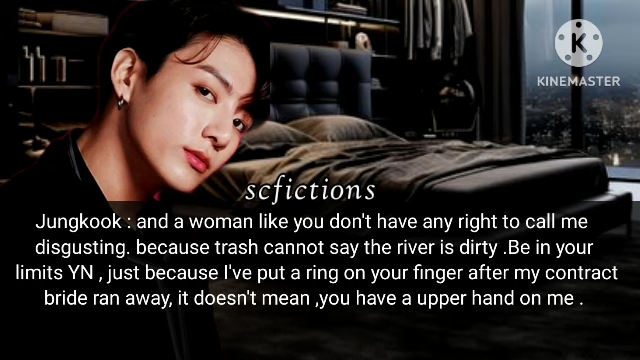 K
KINEMASTER
scfictions
Jungkook : and a woman like you don't have any right to call me
disgusting. because trash cannot say the river is dirty .Be in your
limits YN , just because I've put a ring on your finger after my contract
bride ran away, it doesn't mean ,you have a upper hand on me .